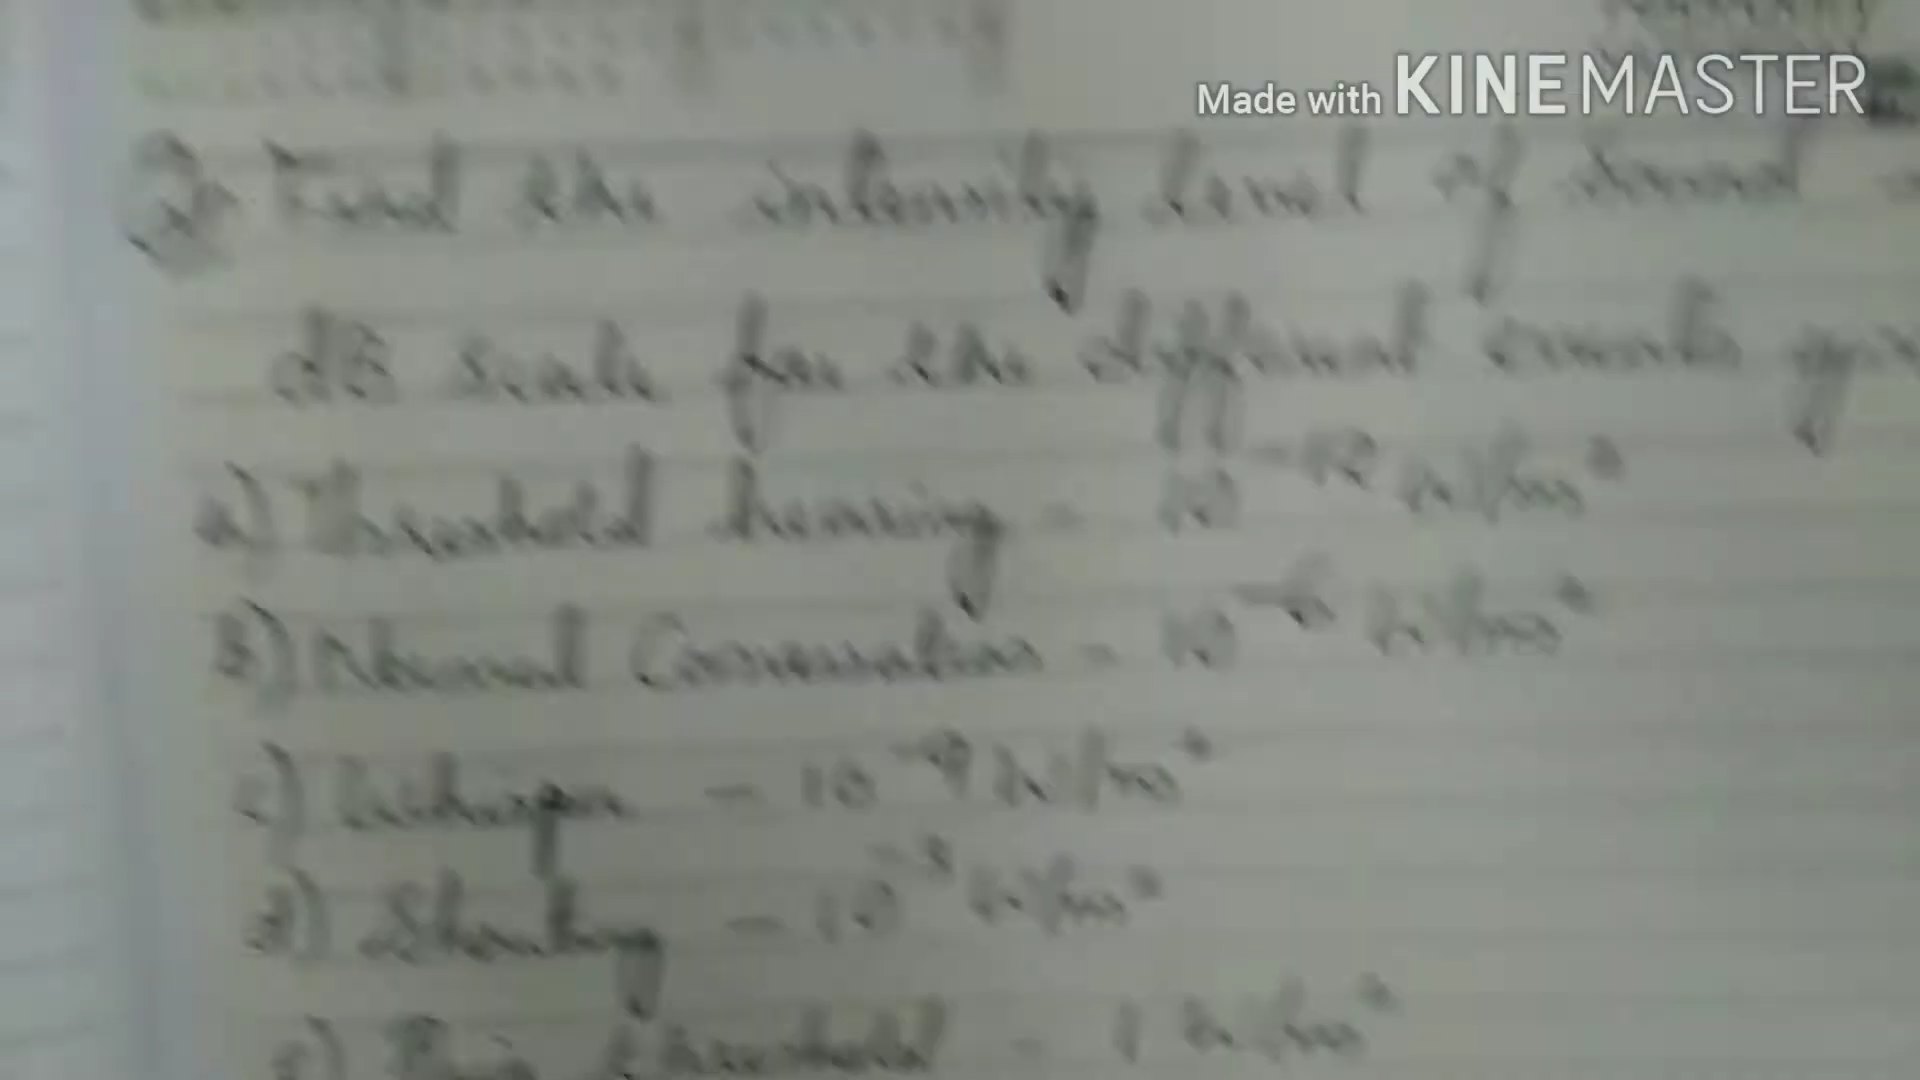 Made with KINEMASTER
2. Find the intensity level of sound
dB scale for the different events
a) Threshold hearing - 10⁻¹² W/m²
b) Normal Conversation - 10⁻⁶ W/m²
c) Whisper - 10⁻⁹ W/m²
d) Shouting - 10⁻³ W/m²
e) Pain threshold - 1 W/m²